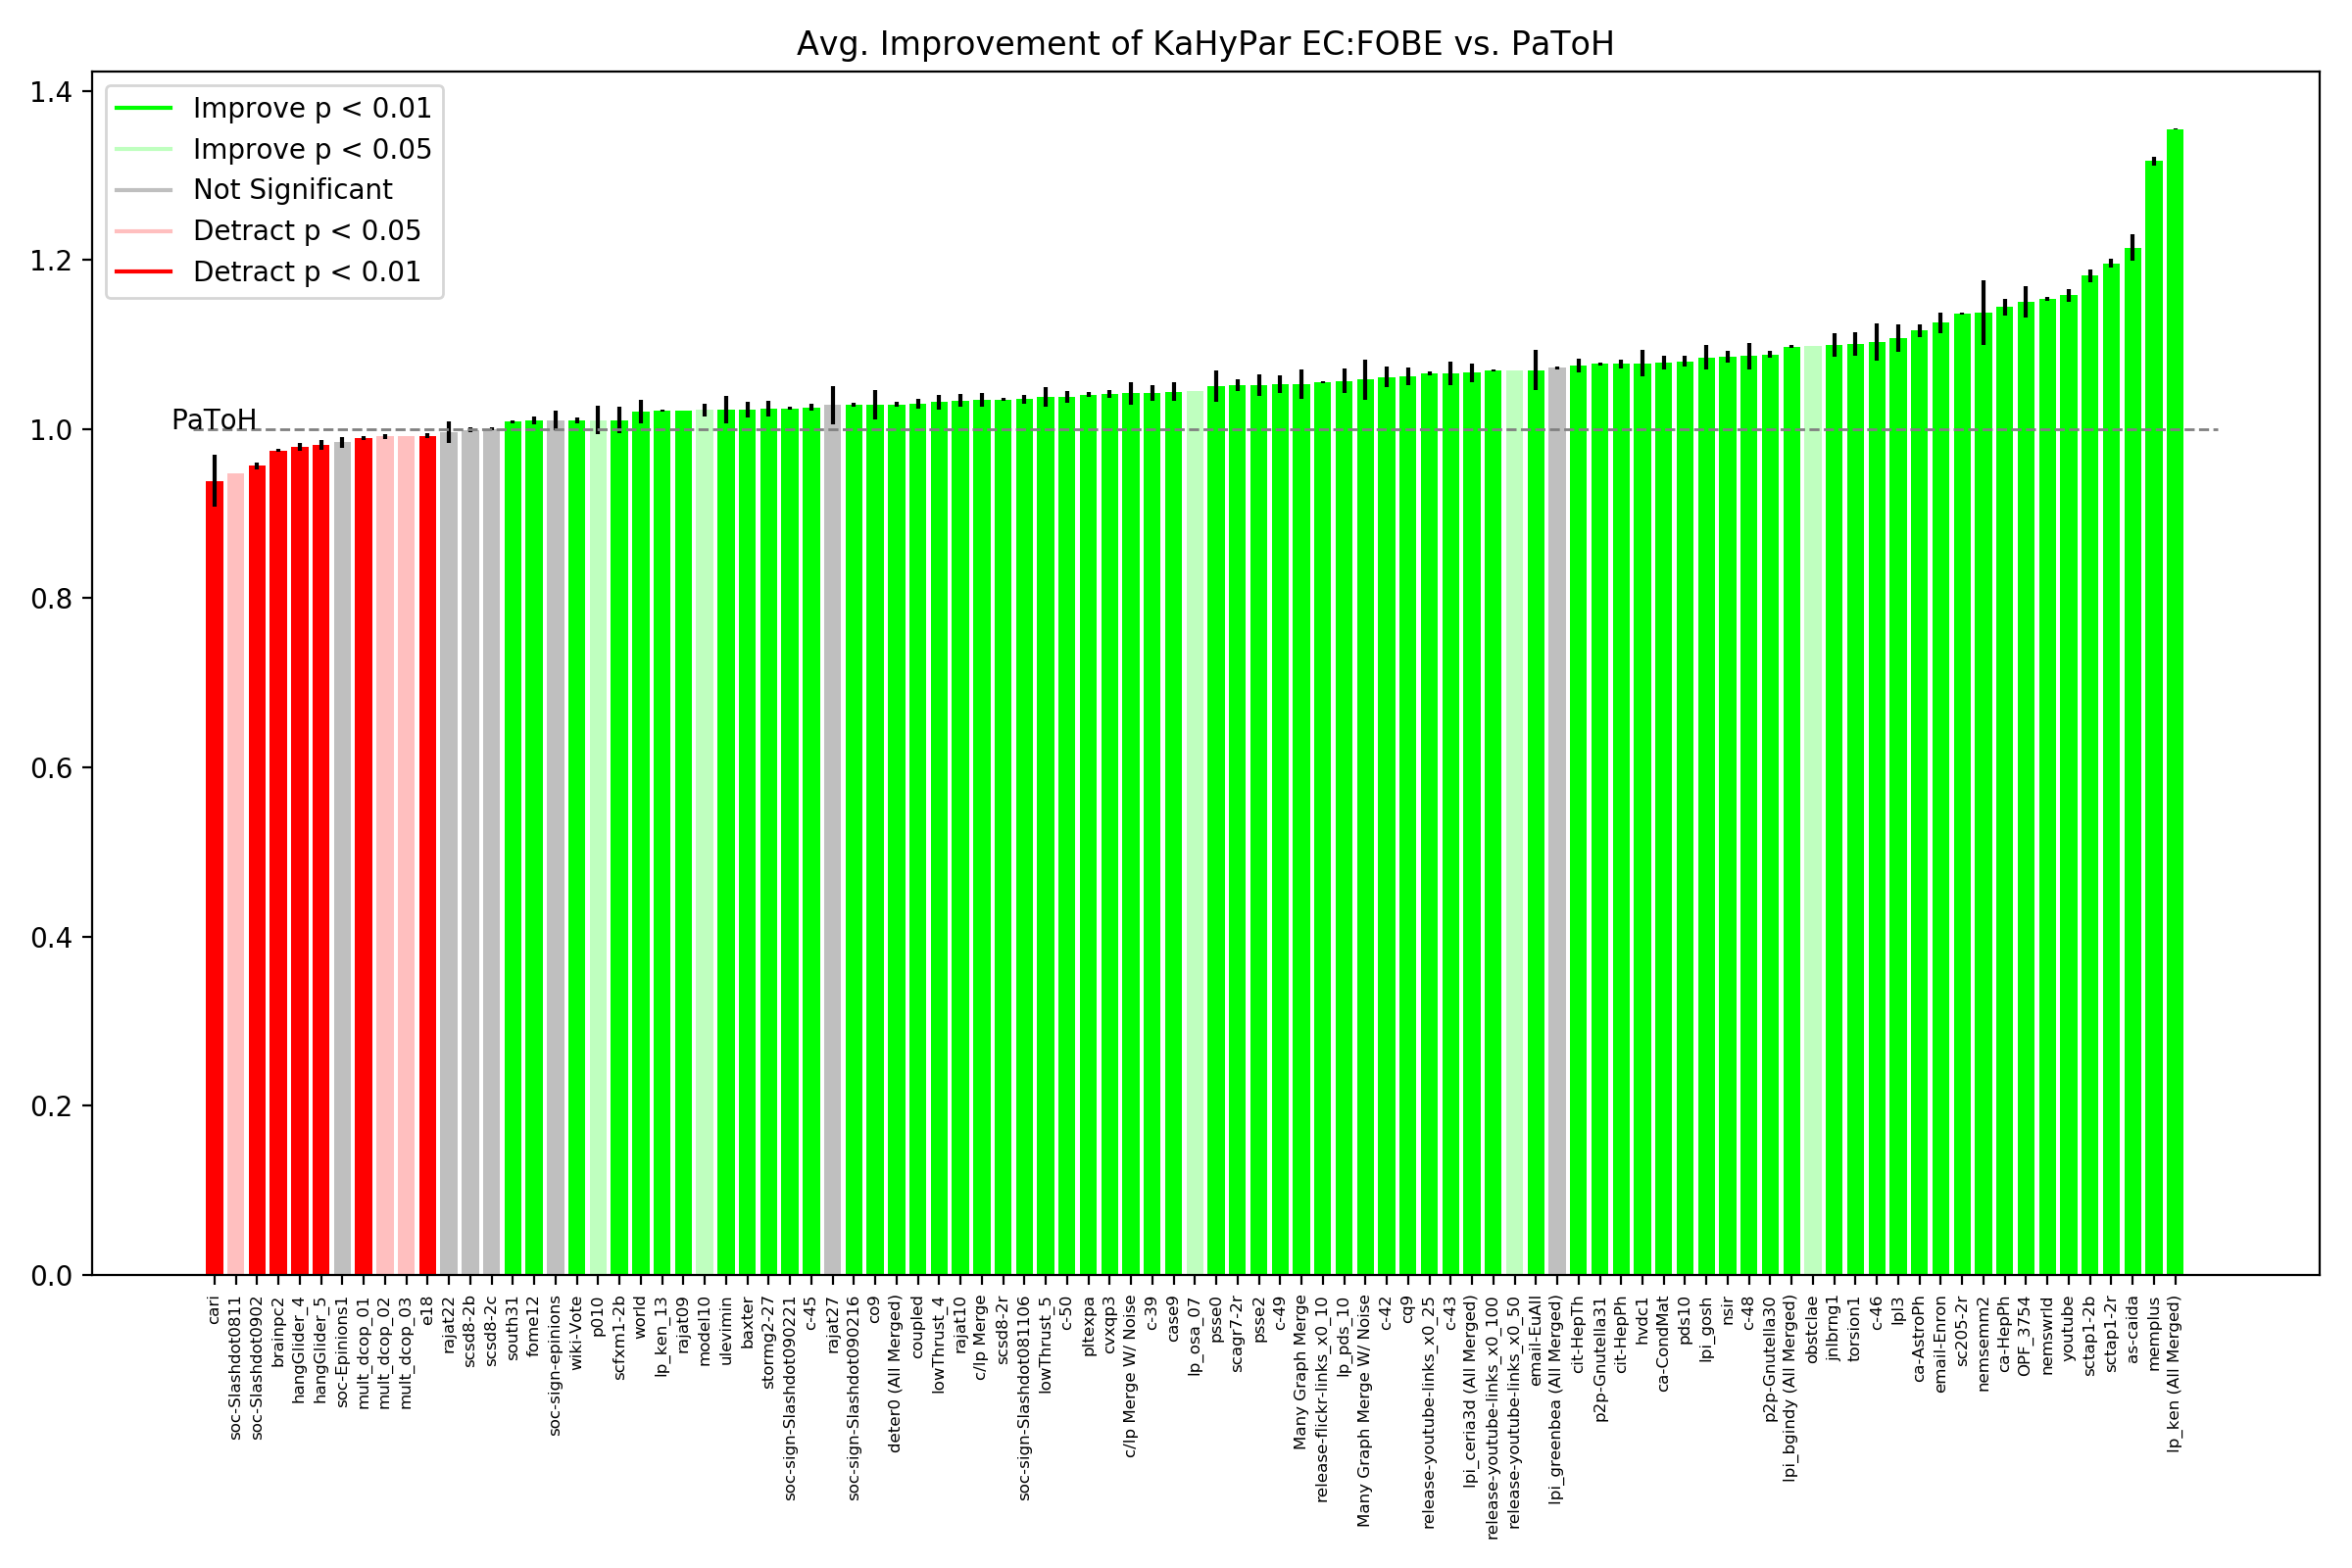 Avg. Improvement of KaHyPar EC:FOBE vs. PaToH
1.4
1.2
1.0
0.8
0.6
0.4
0.2
0.0
Improve p < 0.01
Improve p < 0.05
Not Significant
Detract p < 0.05
Detract p < 0.01
PaToH
cari
soc-Slashdot0811
soc-Slashdot0902
brainpc2
hangGlider_4
hangGlider_5
soc-Epinions1
mult_dcop_01
mult_dcop_02
mult_dcop_03
e18
rajat22
scsd8-2b
scsd8-2c
south31
fome12
soc-sign-epinions
wiki-Vote
p010
scfxm1-2b
world
lp_ken_13
rajat09
model10
ulevimin
baxter
stormg2-27
soc-sign-Slashdot090221
c-45
rajat27
soc-sign-Slashdot090216
co9
deter0 (All Merged)
coupled
lowThrust_4
rajat10
c/lp Merge
scsd8-2r
soc-sign-Slashdot081106
lowThrust_5
c-50
pltexpa
cvxqp3
c/lp Merge W/ Noise
c-39
case9
lp_osa_07
psse0
scagr7-2r
psse2
c-49
Many Graph Merge
release-flickr-links_x0_10
lp_pds_10
Many Graph Merge W/ Noise
c-42
cq9
release-youtube-links_x0_25
c-43
lpi_ceria3d (All Merged)
release-youtube-links_x0_100
release-youtube-links_x0_50
email-EuAll
lpi_greenbea (All Merged)
cit-HepTh
p2p-Gnutella31
cit-HepPh
hvdc1
ca-CondMat
pds10
lpi_gosh
nsir
c-48
p2p-Gnutella30
lpi_bgindy (All Merged)
obstclae
jnlbrng1
torsion1
c-46
lpl3
ca-AstroPh
email-Enron
sc205-2r
nemsemm2
ca-HepPh
OPF_3754
nemswrld
youtube
sctap1-2b
sctap1-2r
as-caida
memplus
lp_ken (All Merged)